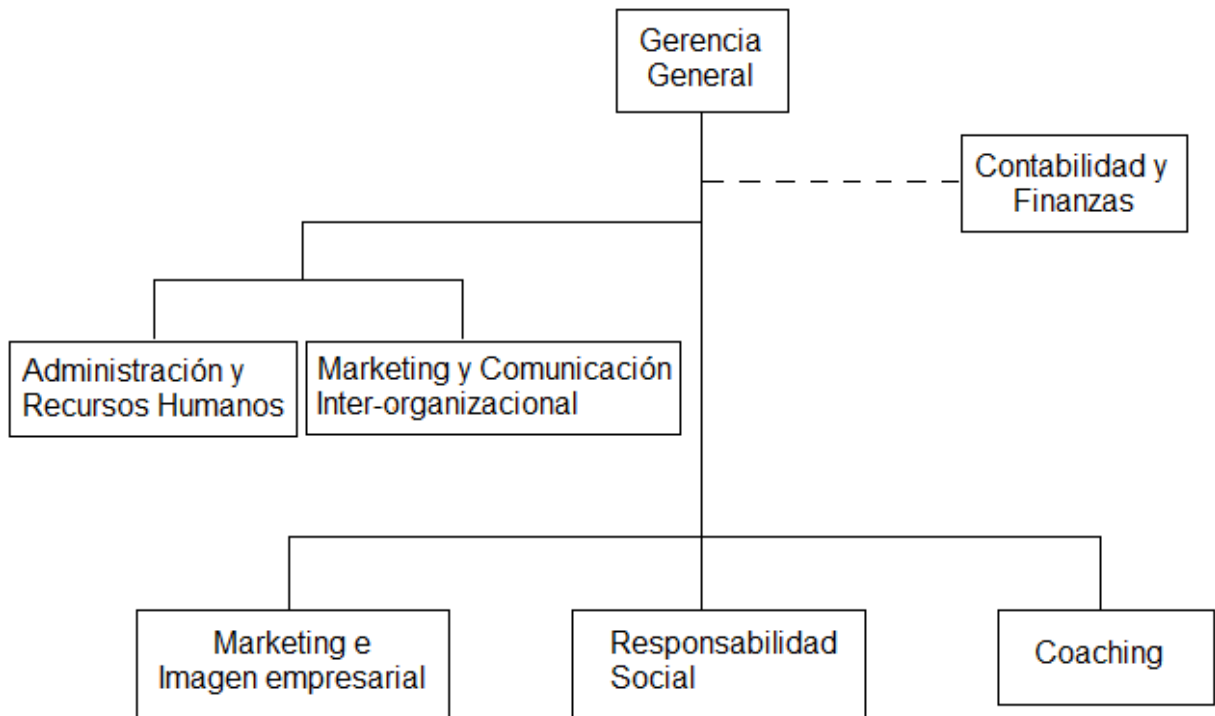 Gerencia
General
Contabilidad y
Finanzas
Administración y
Recursos Humanos
Marketing y Comunicación
Inter-organizacional
Marketing e
Imagen empresarial
Responsabilidad
Social
Coaching